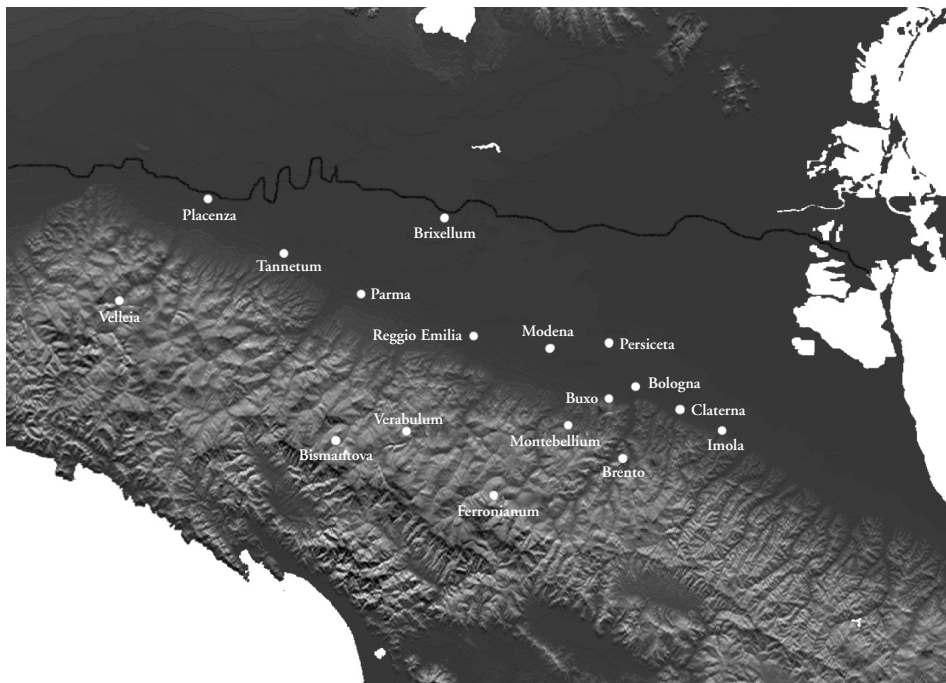 Placenza
Brixellum
Tannetum
Parma
Velleia
Reggio Emilia
Modena
Persiceta
Bologna
Buxo
Claterna
Verabulum
Montebellium
Imola
Bismantova
Brento
Ferronianum